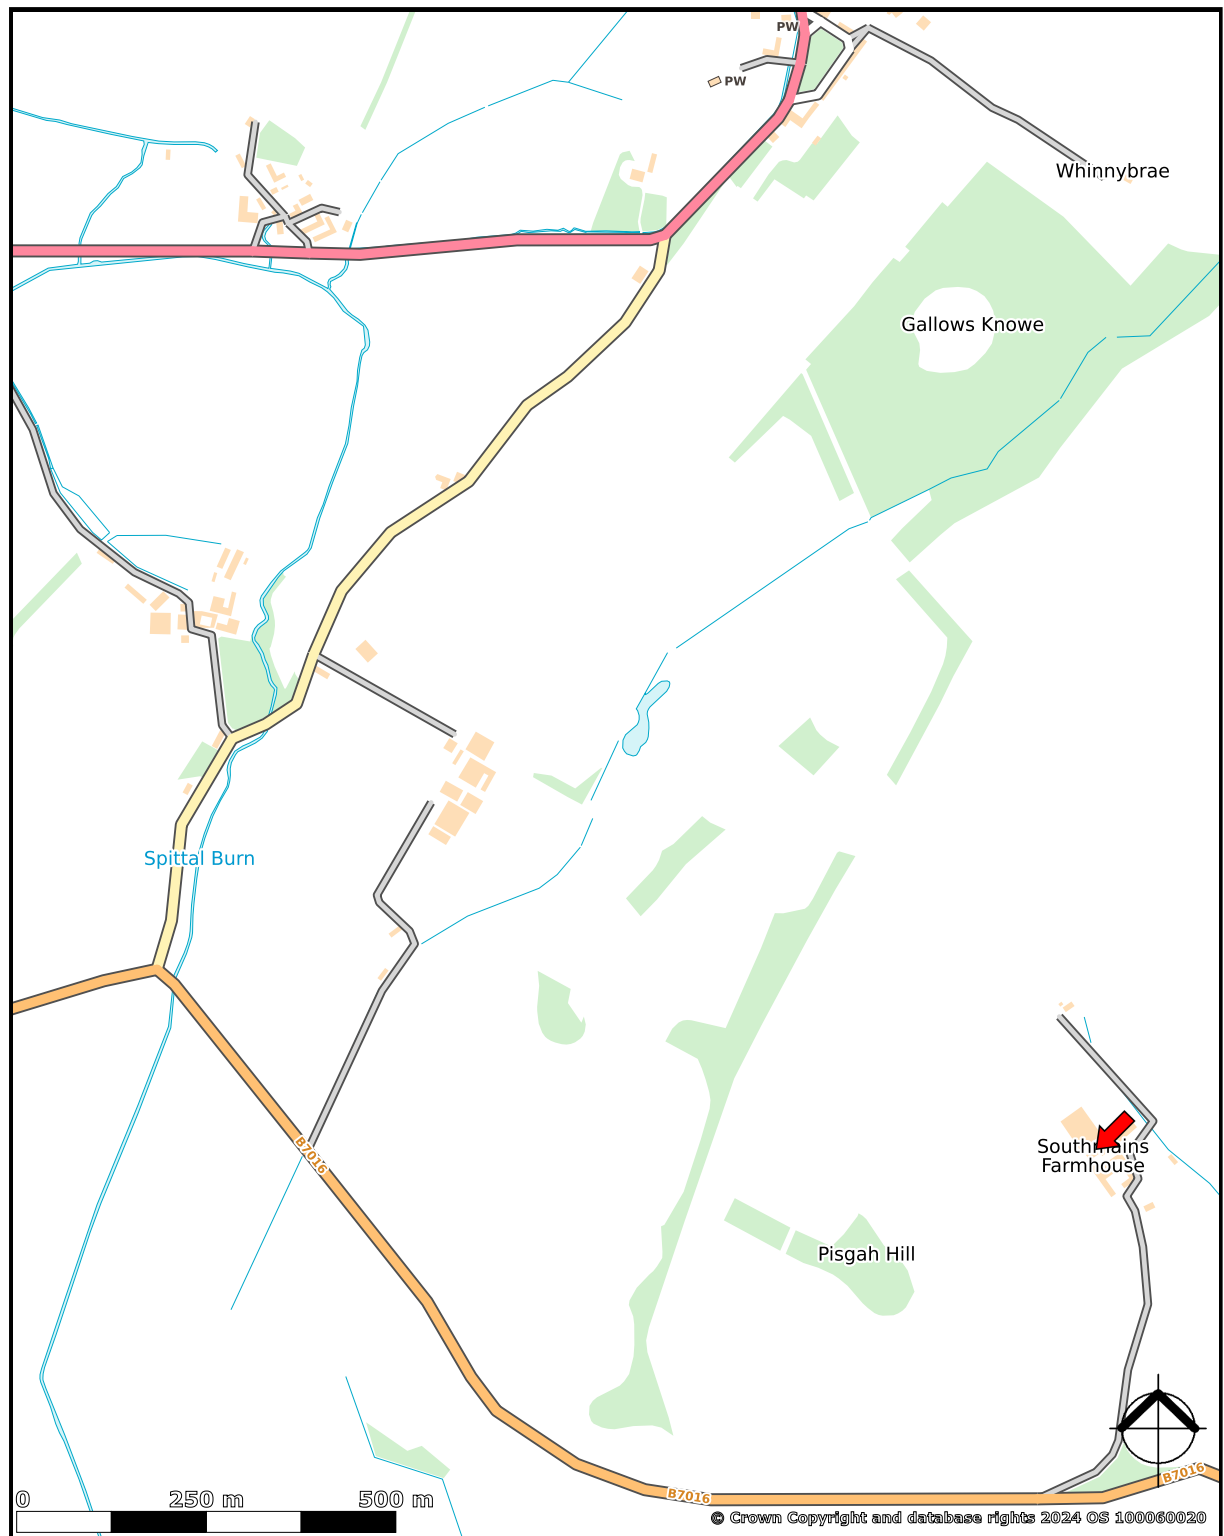 PW
PW
Whinnybrae
Gallows Knowe
Spittal Burn
B7016
Southmains
Farmhouse
Pisgah Hill
B7016
B7016
0 250 m 500 m
© Crown Copyright and database rights 2024 OS 100060020